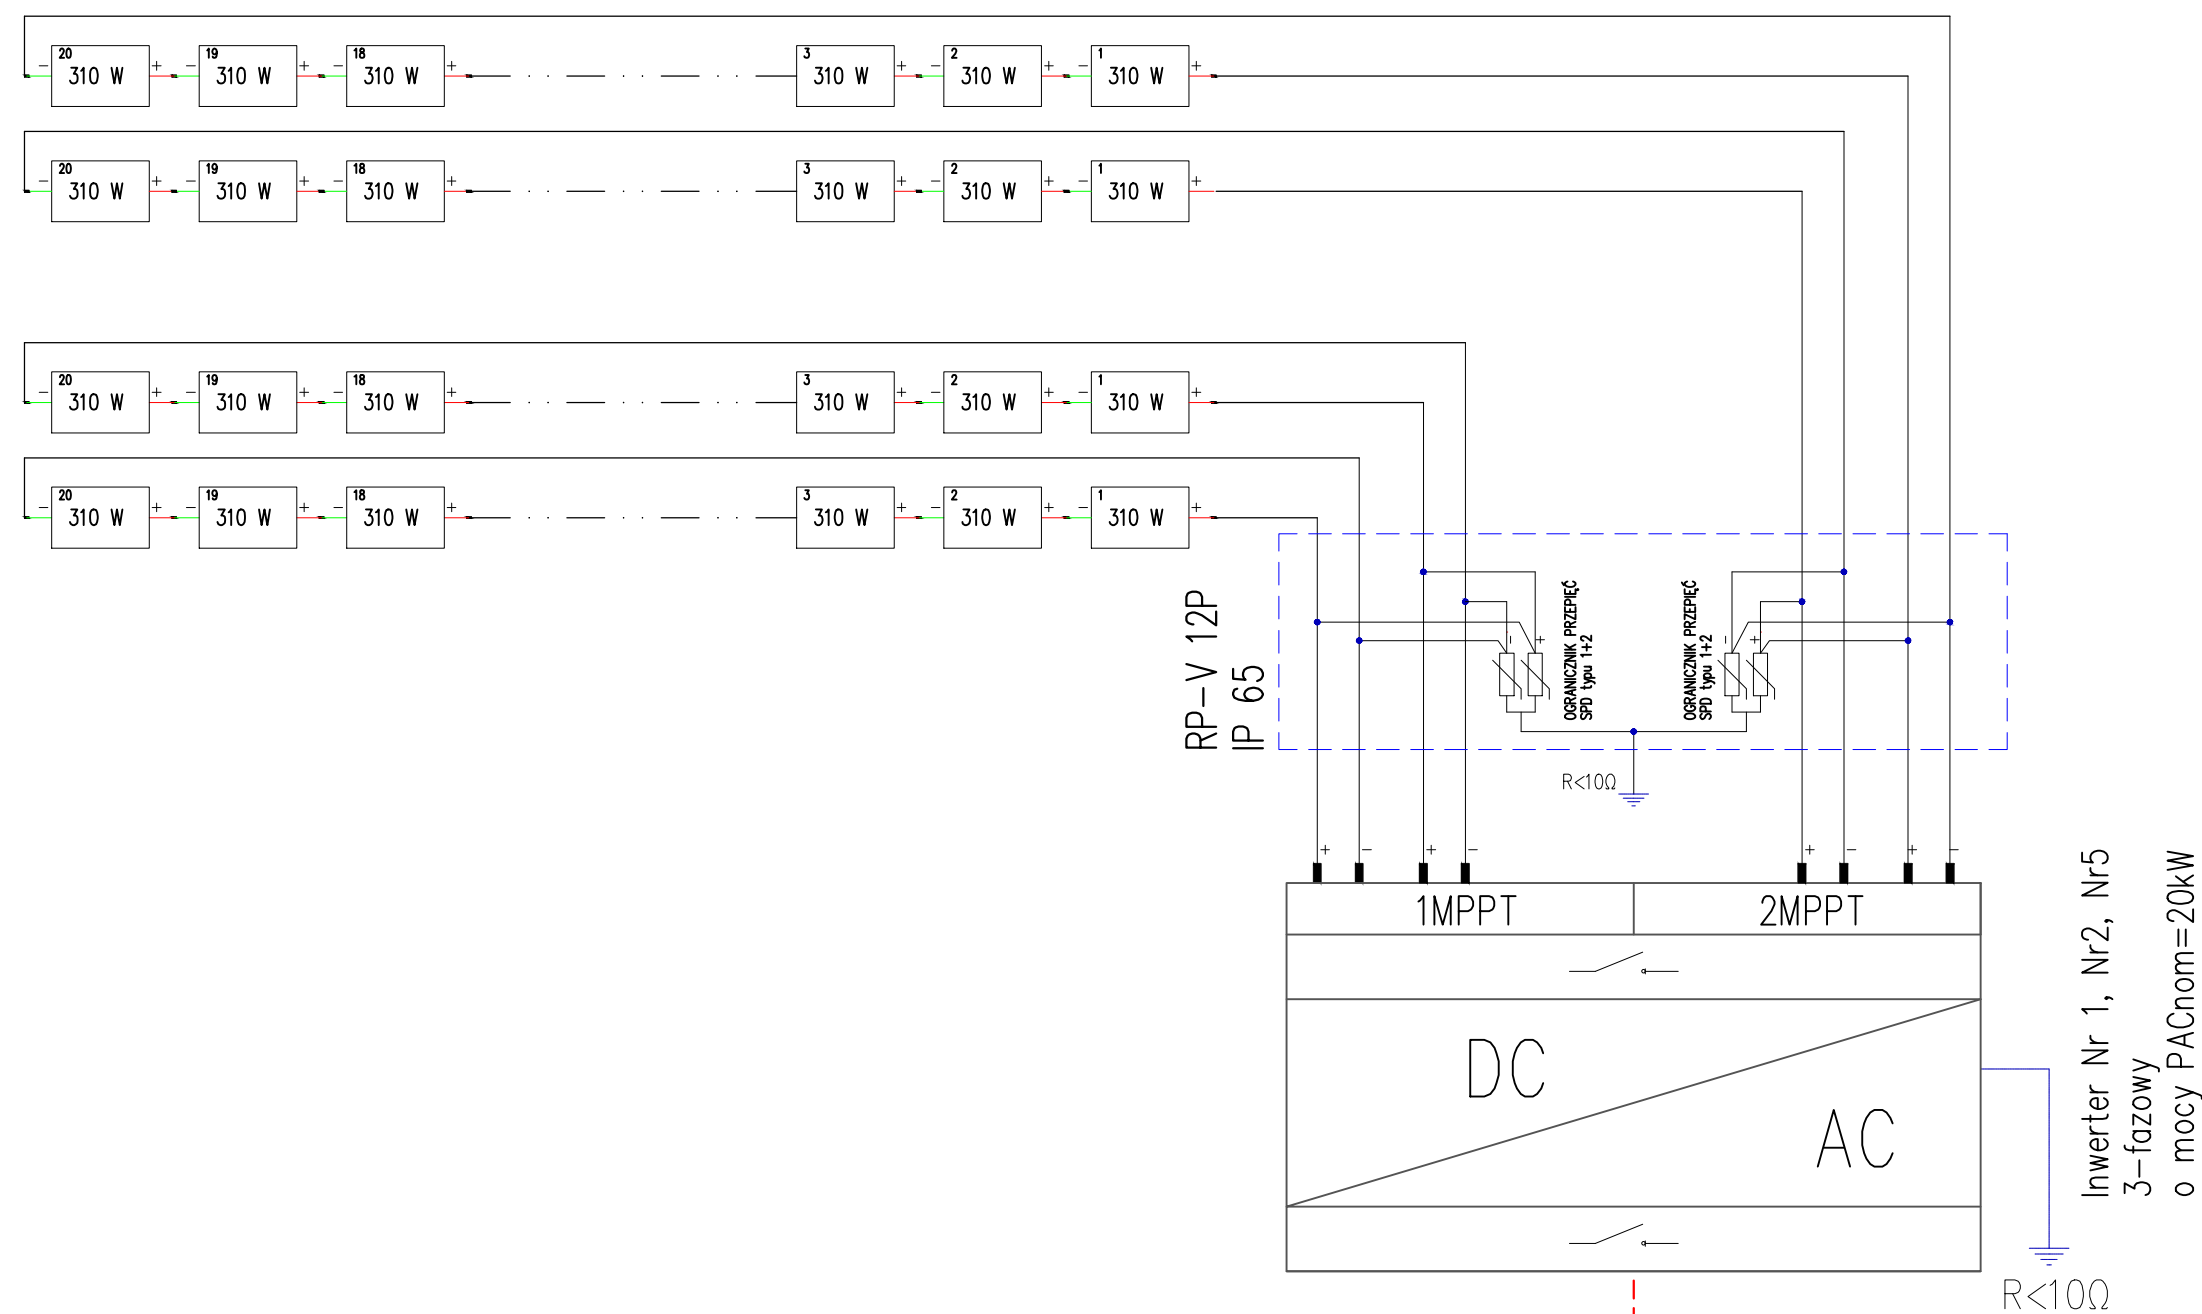 20 19 18 3 2 1
− 310 W + − 310 W + − 310 W + 310 W + − 310 W + − 310 W +
20 19 18 3 2 1
− 310 W + − 310 W + − 310 W + 310 W + − 310 W + − 310 W +
20 19 18 3 2 1
− 310 W + − 310 W + − 310 W + 310 W + − 310 W + − 310 W +
20 19 18 3 2 1
− 310 W + − 310 W + − 310 W + 310 W + − 310 W + − 310 W +
RP-V 12P
IP 65
− +
OGRANICZNIK PRZEPIĘĆ
SPD typu 1+2
OGRANICZNIK PRZEPIĘĆ
SPD typu 1+2
− +
R<10Ω
+ − + − + − + −
1MPPT 2MPPT
DC
AC
Inwerter Nr 1, Nr2, Nr5
3-fazowy
o mocy PACnom=20kW
R<10Ω